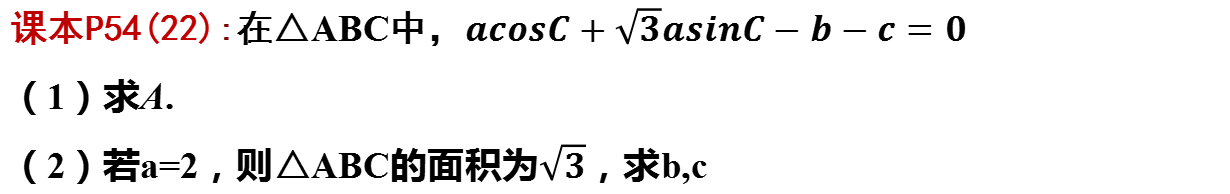 课本P54(22):在△ABC中，acosC + √3asinC − b − c = 0
（1）求A.
（2）若a=2，则△ABC的面积为√3，求b,c